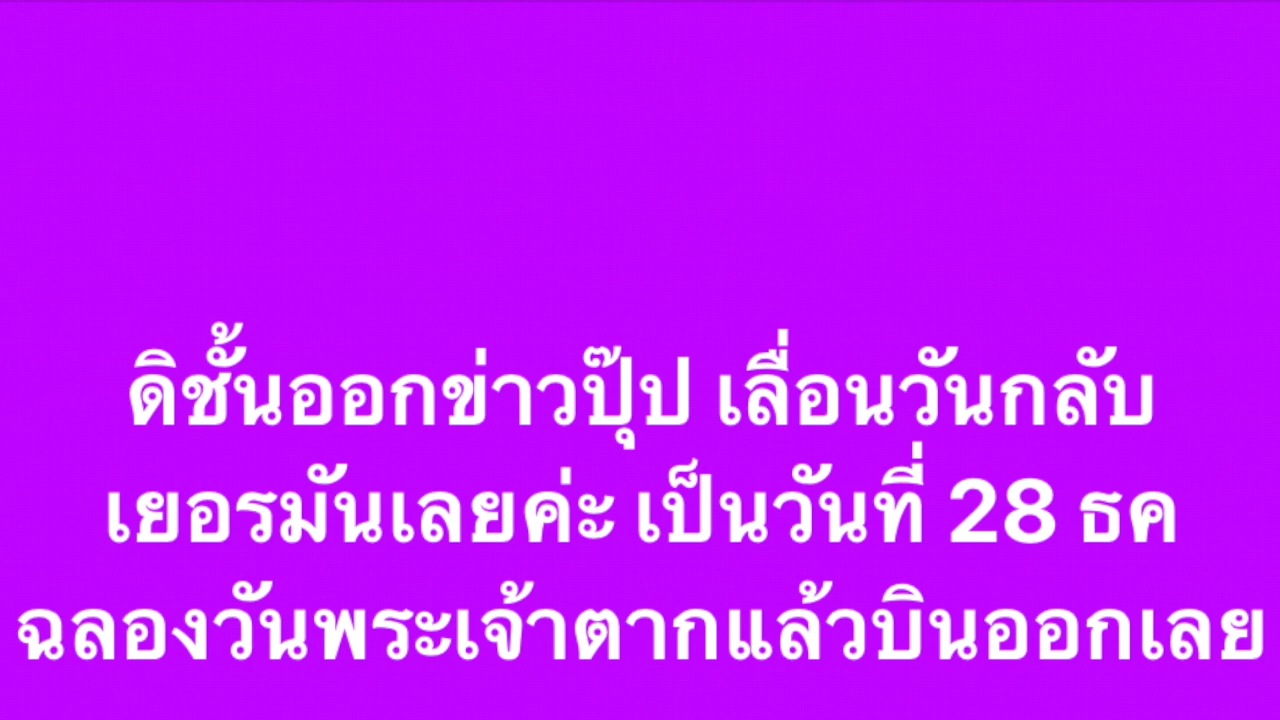 ดิชั้นออกข่าวปุ๊ป เลื่อนวันกลับ
เยอรมันเลยค่ะ เป็นวันที่ 28 ธค
ฉลองวันพระเจ้าตากแล้วบินออกเลย